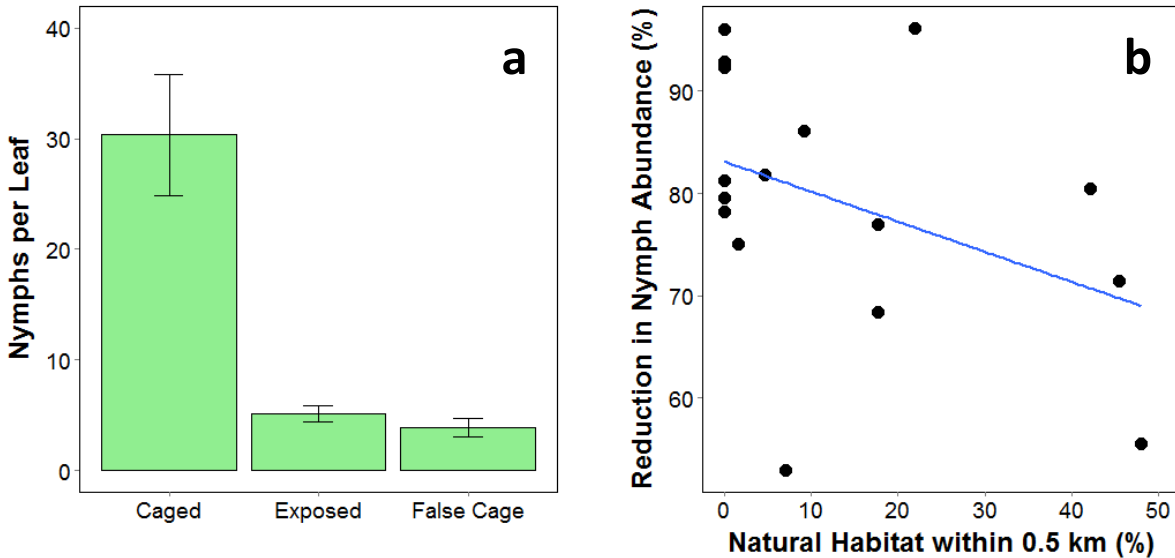 a
Nymphs per Leaf
40
30
20
10
0
Caged Exposed False Cage
b
Reduction in Nymph Abundance (%)
90
80
70
60
0 10 20 30 40 50
Natural Habitat within 0.5 km (%)